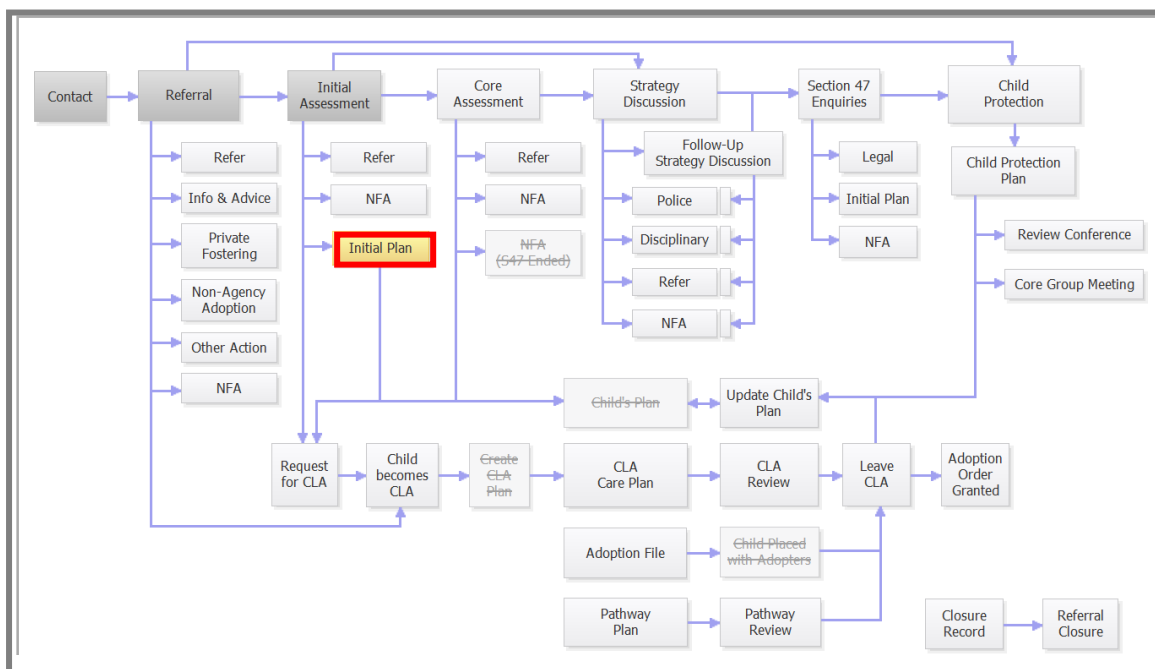 Contact
Referral
Initial
Assessment
Core
Assessment
Strategy
Discussion
Section 47
Enquiries
Child
Protection
Refer
Info & Advice
Private
Fostering
Non-Agency
Adoption
Other Action
NFA
Refer
NFA
Initial Plan
Refer
NFA
NFA
(S47 Ended)
Follow-Up
Strategy Discussion
Police
Disciplinary
Refer
NFA
Legal
Initial Plan
NFA
Child Protection
Plan
Review Conference
Core Group Meeting
Child's Plan
Update Child's
Plan
Request
for CLA
Child
becomes
CLA
Create
CLA
Plan
CLA
Care Plan
CLA
Review
Leave
CLA
Adoption
Order
Granted
Adoption File
Child Placed
with Adopters
Pathway
Plan
Pathway
Review
Closure
Record
Referral
Closure